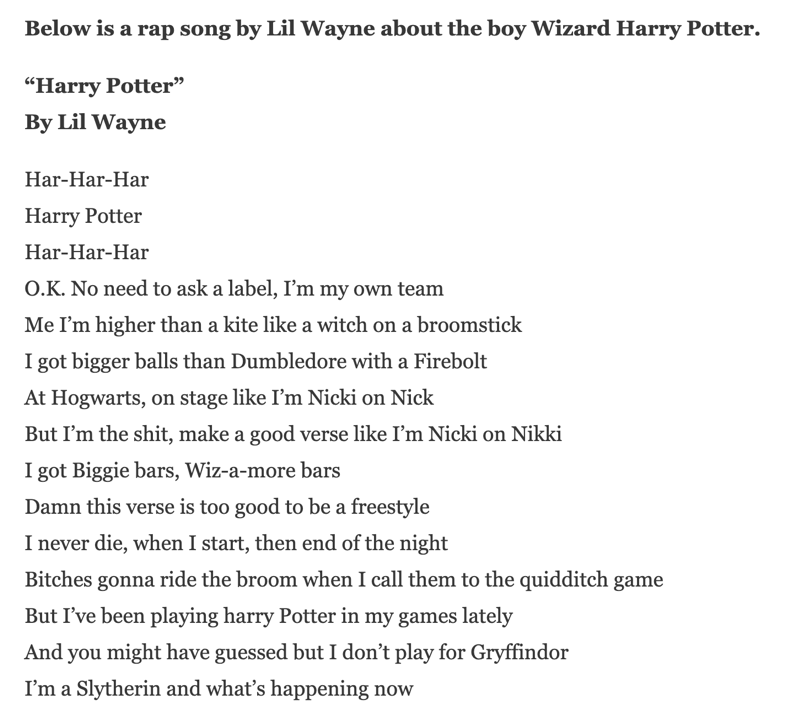 Below is a rap song by Lil Wayne about the boy Wizard Harry Potter.
“Harry Potter”
By Lil Wayne
Har-Har-Har
Harry Potter
Har-Har-Har
O.K. No need to ask a label, I’m my own team
Me I’m higher than a kite like a witch on a broomstick
I got bigger balls than Dumbledore with a Firebolt
At Hogwarts, on stage like I’m Nicki on Nick
But I’m the shit, make a good verse like I’m Nicki on Nikki
I got Biggie bars, Wiz-a-more bars
Damn this verse is too good to be a freestyle
I never die, when I start, then end of the night
Bitches gonna ride the broom when I call them to the quidditch game
But I’ve been playing harry Potter in my games lately
And you might have guessed but I don’t play for Gryffindor
I’m a Slytherin and what’s happening now